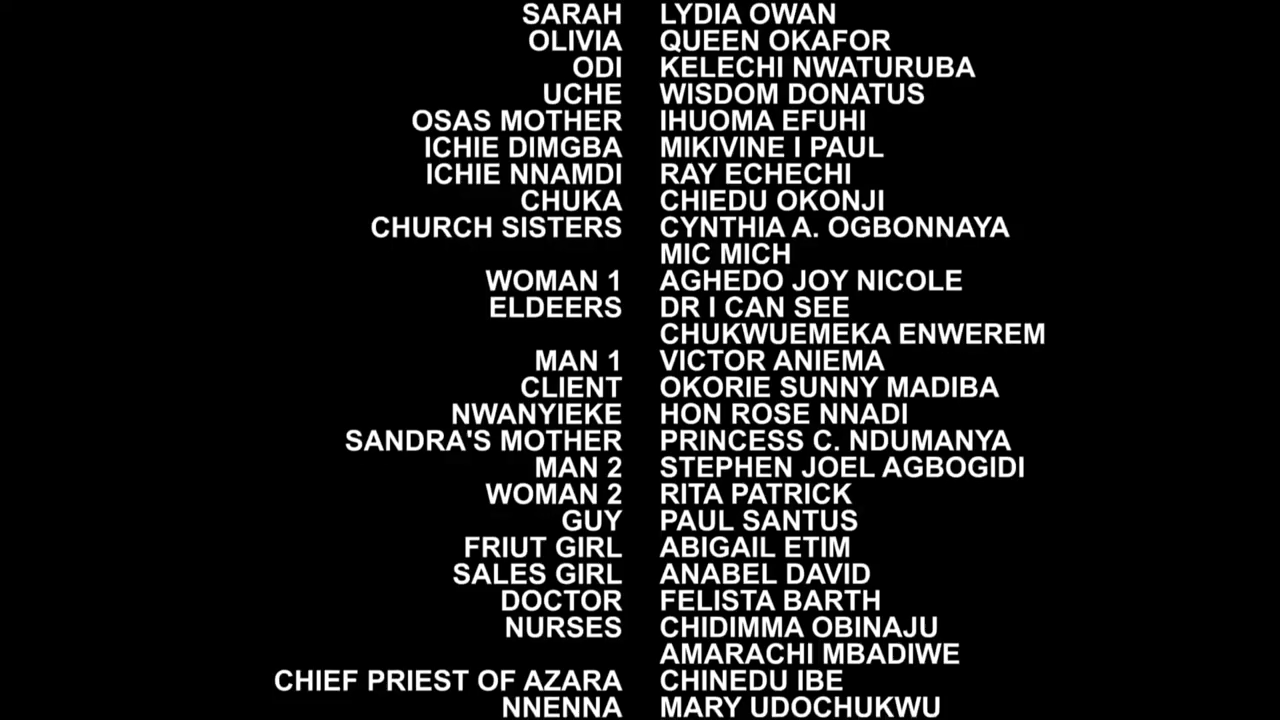 SARAH LYDIA OWAN
OLIVIA QUEEN OKAFOR
ODI KELECHI NWATURUBA
UCHE WISDOM DONATUS
OSAS MOTHER IHUOMA EFUHI
ICHIE DIMGBA MIKIVINE I PAUL
ICHIE NNAMDI RAY ECHECHI
CHUKA CHIEDU OKONJI
CHURCH SISTERS CYNTHIA A. OGBONNAYA
MIC MICH
WOMAN 1 AGHEDO JOY NICOLE
ELDEERS DR I CAN SEE
CHUKWUEMEKA ENWEREM
MAN 1 VICTOR ANIEMA
CLIENT OKORIE SUNNY MADIBA
NWANYIEKE HON ROSE NNADI
SANDRA'S MOTHER PRINCESS C. NDUMANYA
MAN 2 STEPHEN JOEL AGBOGIDI
WOMAN 2 RITA PATRICK
GUY PAUL SANTUS
FRIUT GIRL ABIGAIL ETIM
SALES GIRL ANABEL DAVID
DOCTOR FELISTA BARTH
NURSES CHIDIMMA OBINAJU
AMARACHI MBADIWE
CHIEF PRIEST OF AZARA CHINEDU IBE
NNENNA MARY UDOCHUKWU